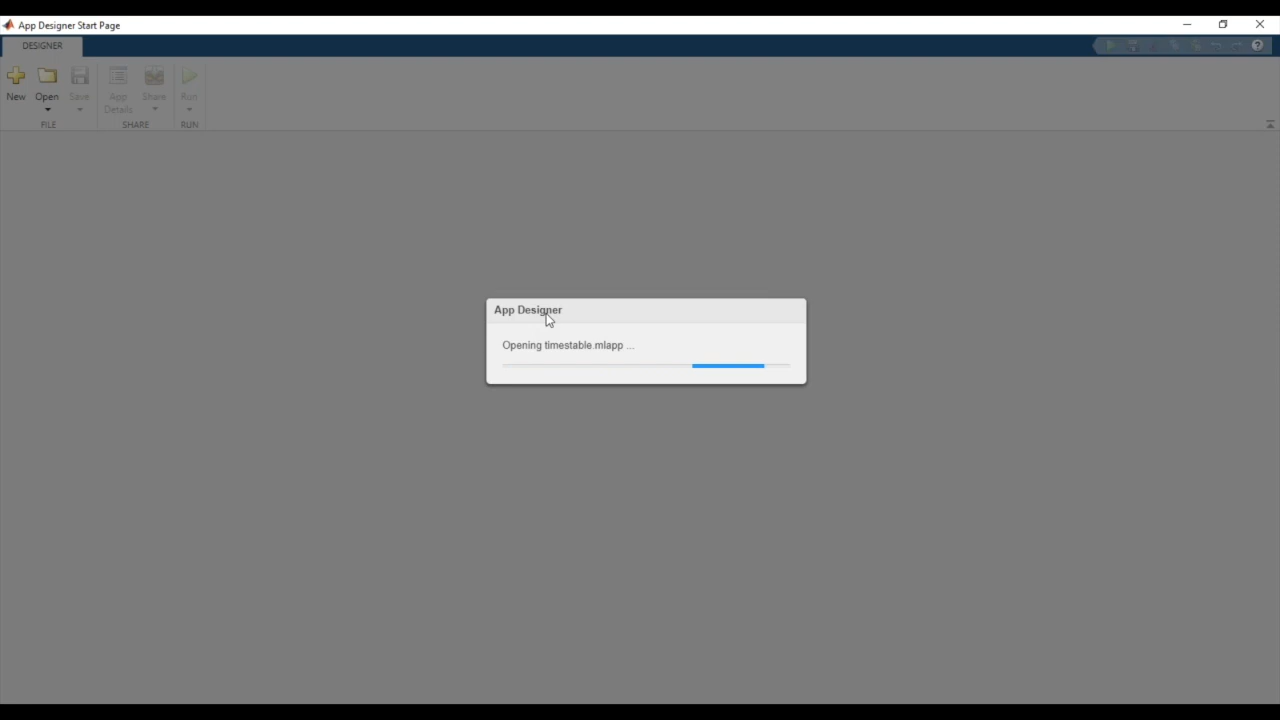 App Designer Start Page
DESIGNER
New
Open
Save
App
Details
Share
Run
FILE
SHARE
RUN
App Designer
Opening timestable.mlapp ...